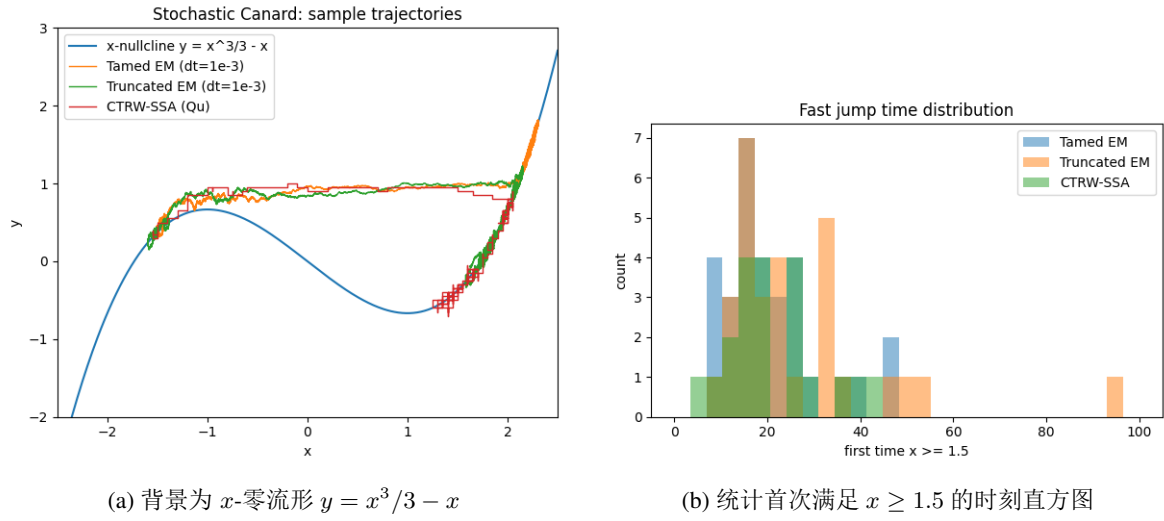 Stochastic Canard: sample trajectories
x-nullcline y = x^3/3 - x
Tamed EM (dt=1e-3)
Truncated EM (dt=1e-3)
CTRW-SSA (Qu)
3
2
1
0
−1
−2
y
−2
−1
0
1
2
x
(a) 背景为 x-零流形 y = x³/3 − x
Fast jump time distribution
Tamed EM
Truncated EM
CTRW-SSA
7
6
5
4
3
2
1
0
count
0
20
40
60
80
100
first time x >= 1.5
(b) 统计首次满足 x ≥ 1.5 的时刻直方图